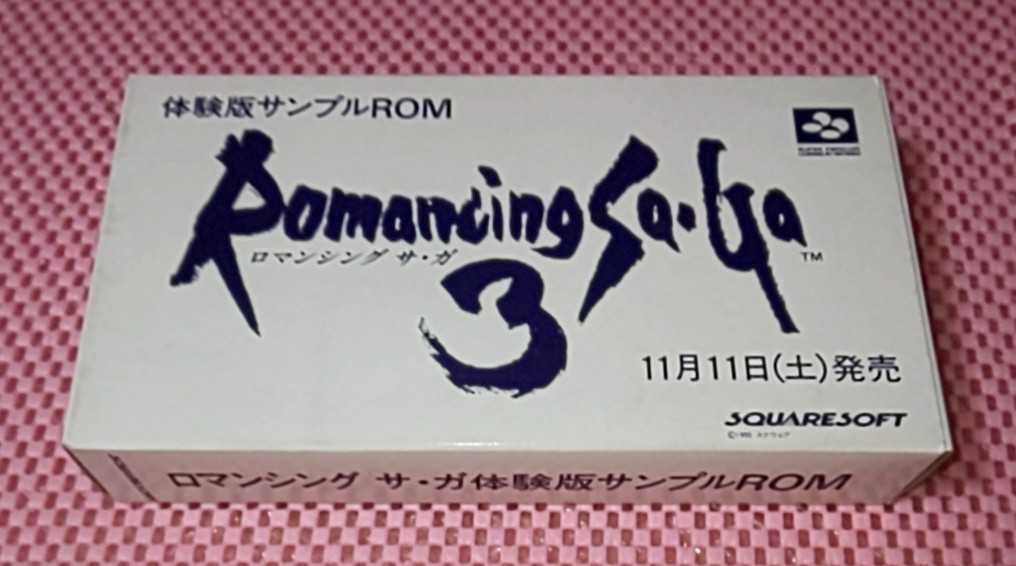 体験版サンプルROM
Romancing Sa・Ga
ロマンシング サ・ガ
TM
3
11月11日(土)発売
SQUARESOFT
ロマンシング サ・ガ体験版サンプルROM